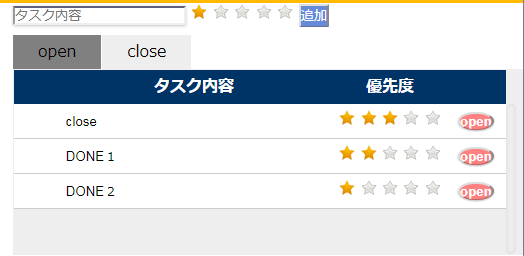 タスク内容 追加
open close
タスク内容 優先度
close open
DONE 1 open
DONE 2 open